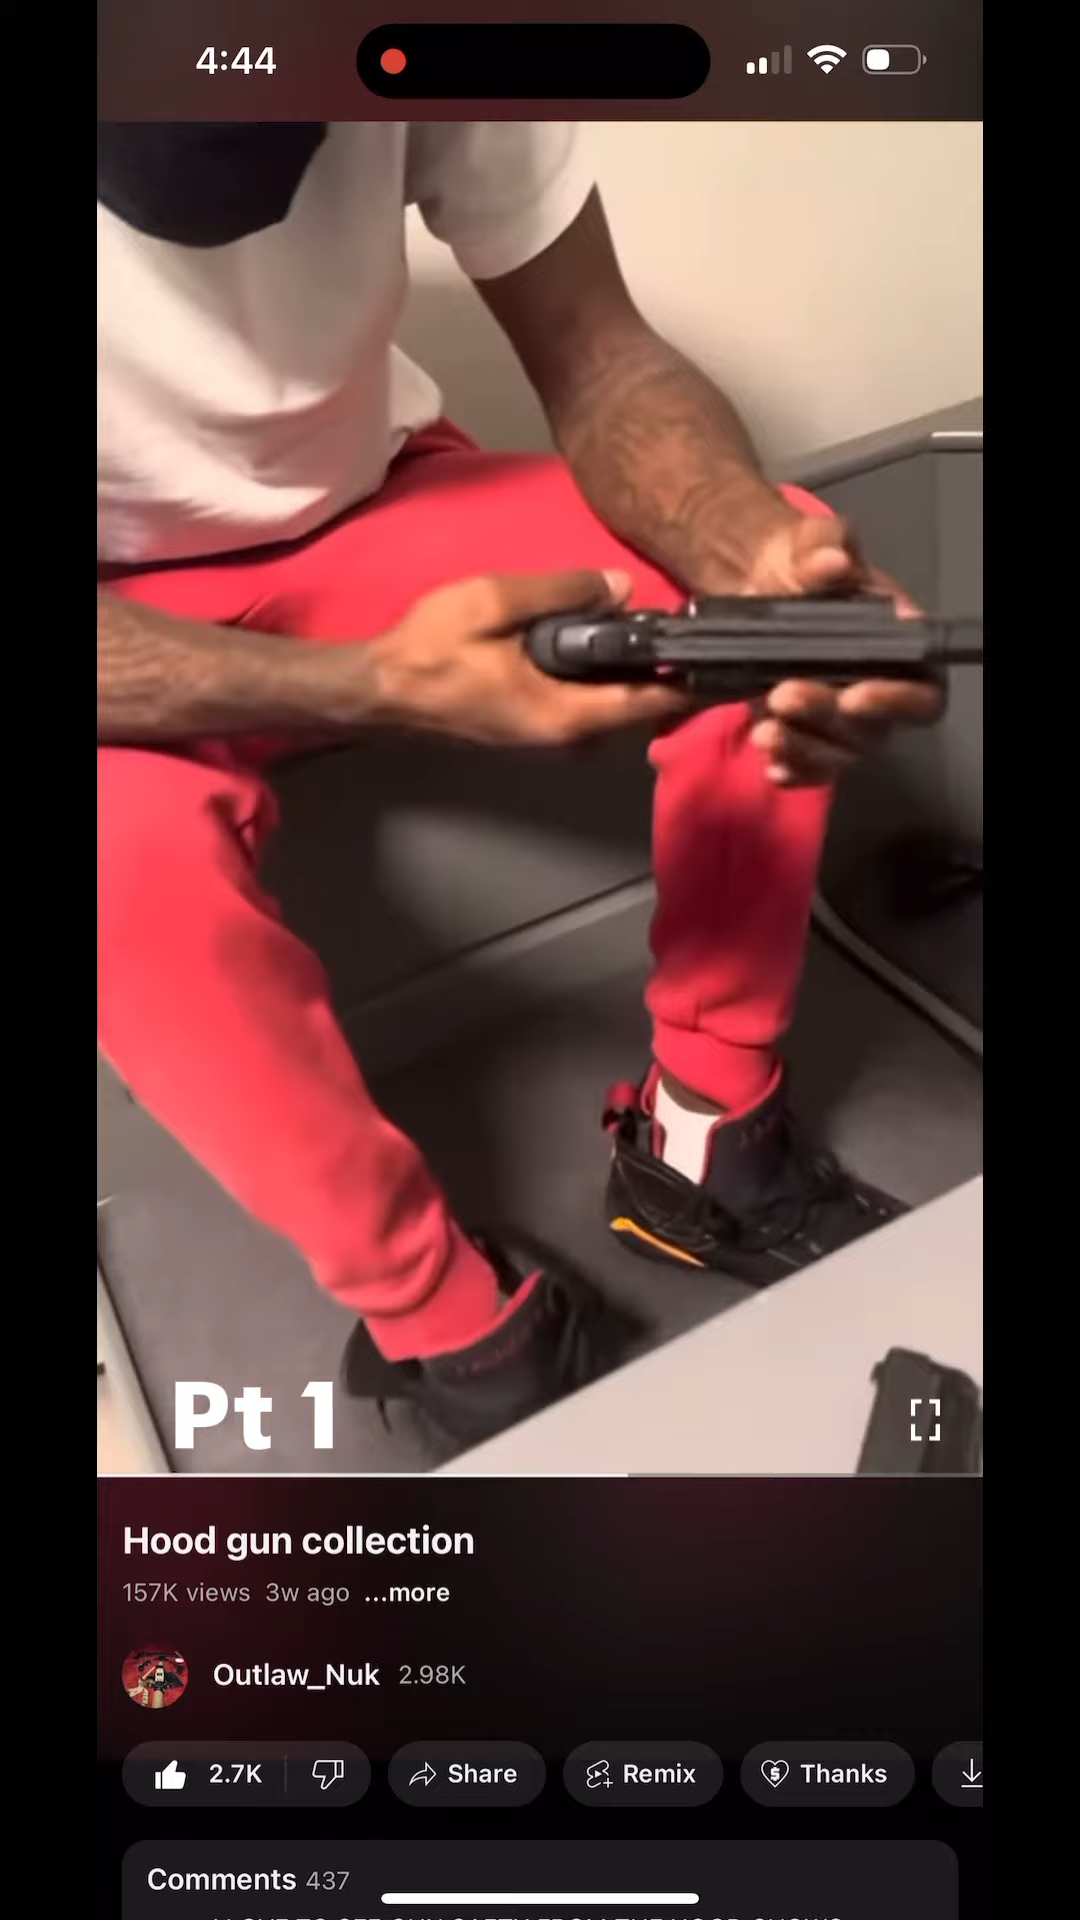 4:44
Pt 1
Hood gun collection
157K views 3w ago ...more
Outlaw_Nuk 2.98K
2.7K Share Remix Thanks
Comments 437